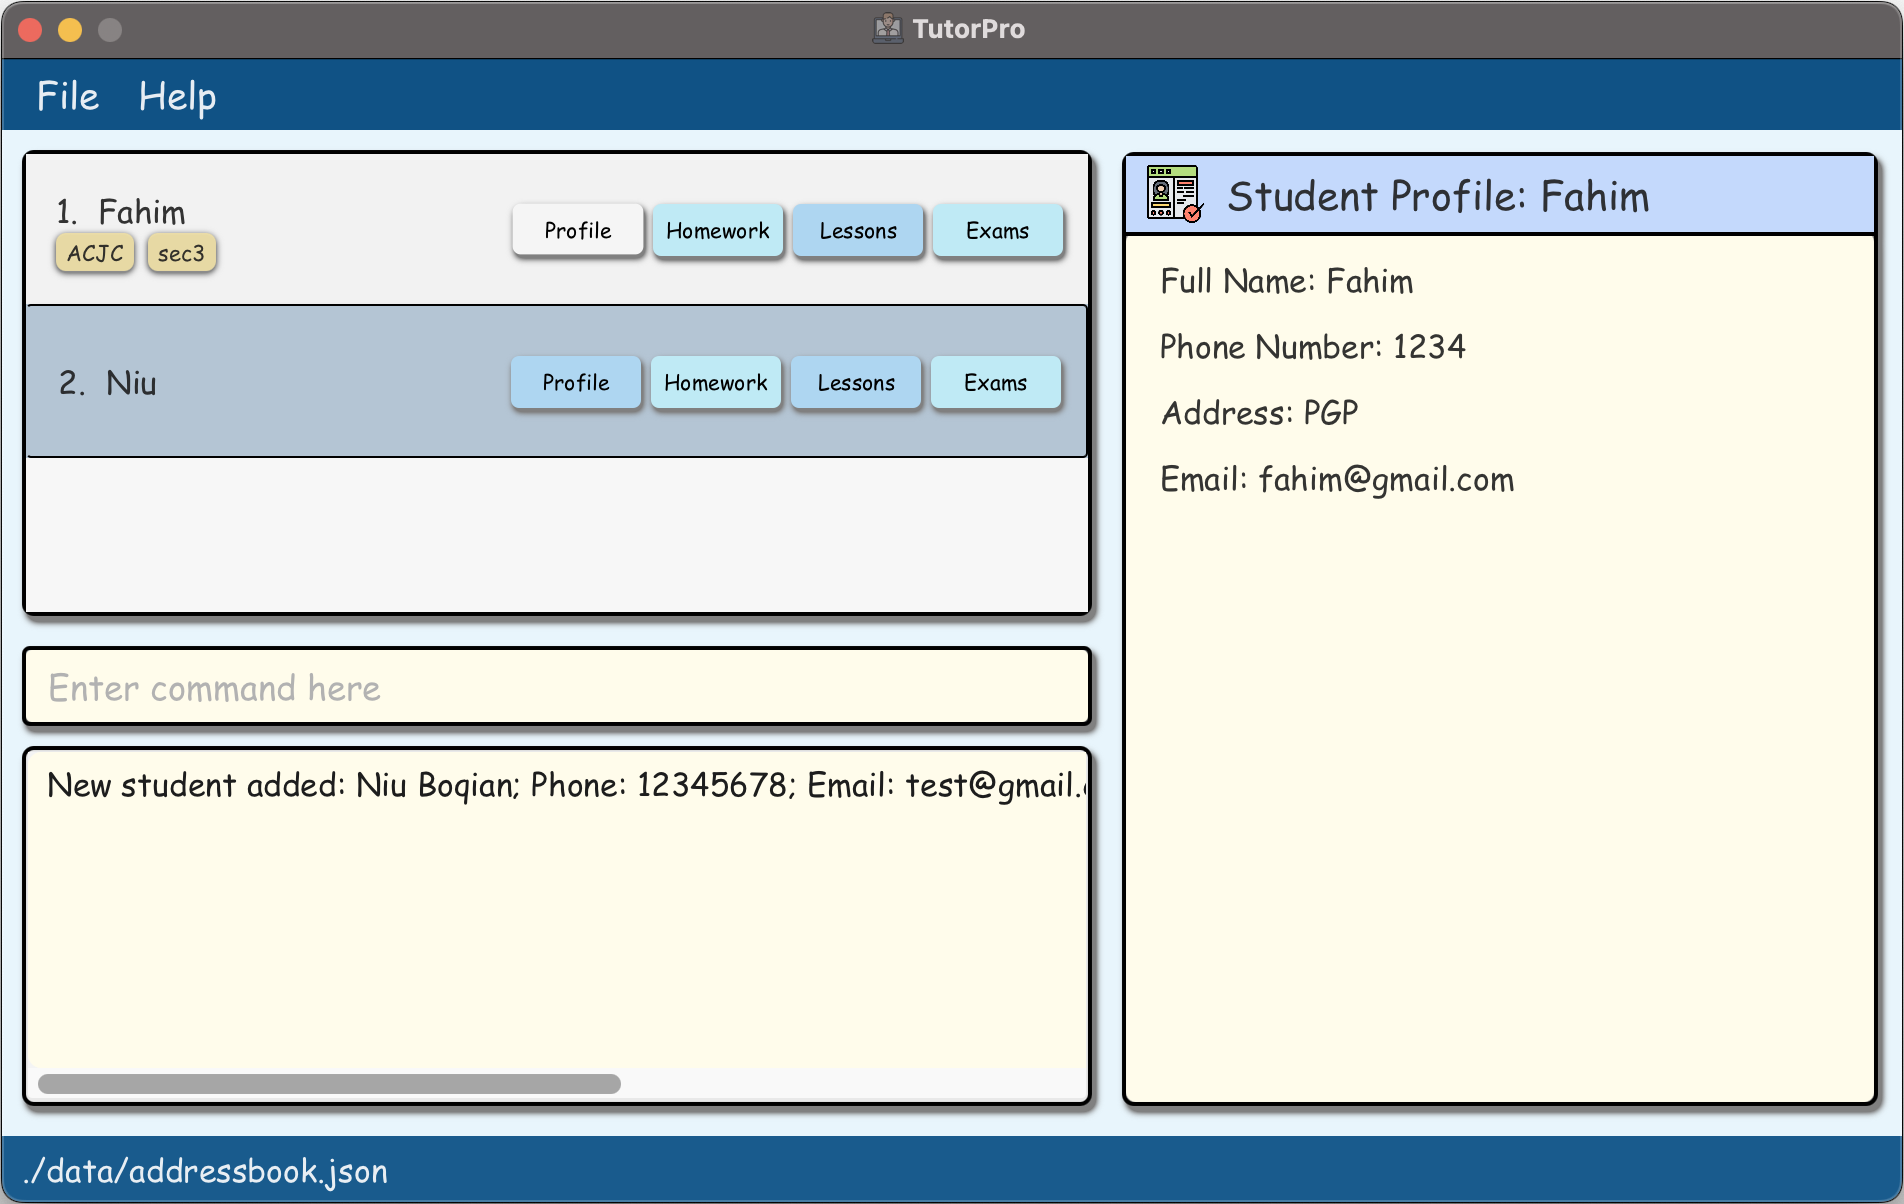 TutorPro
File Help
1. Fahim
ACJC sec3
Profile Homework Lessons Exams
2. Niu
Profile Homework Lessons Exams
Enter command here
New student added: Niu Boqian; Phone: 12345678; Email: test@gmail.
Student Profile: Fahim
Full Name: Fahim
Phone Number: 1234
Address: PGP
Email: fahim@gmail.com
./data/addressbook.json